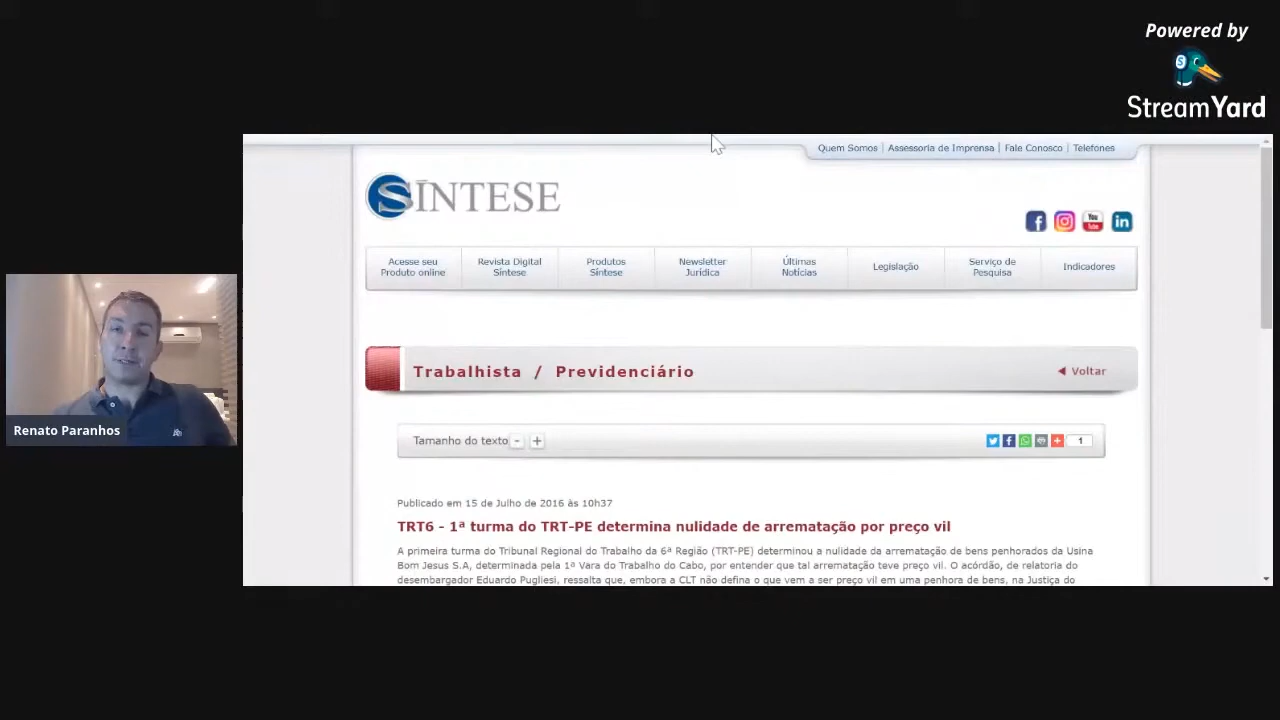 Powered by
StreamYard
Quem Somos | Assessoria de Imprensa | Fale Conosco | Telefones
SÍNTESE
Acesse seu
Produto online
Revista Digital
Síntese
Produtos
Síntese
Newsletter
Jurídica
Últimas
Notícias
Legislação
Serviço de
Pesquisa
Indicadores
Trabalhista / Previdenciário
Voltar
Tamanho do texto - +
1
Renato Paranhos
Publicado em 15 de Julho de 2016 às 10h37
TRT6 - 1ª turma do TRT-PE determina nulidade de arrematação por preço vil
A primeira turma do Tribunal Regional do Trabalho da 6ª Região (TRT-PE) determinou a nulidade da arrematação de bens penhorados da Usina
Bom Jesus S.A, determinada pela 1ª Vara do Trabalho do Cabo, por entender que tal arrematação teve preço vil. O acórdão, de relatoria do
desembargador Eduardo Pugliesi, ressalta que, embora a CLT não defina o que vem a ser preço vil em uma penhora de bens, na Justiça do